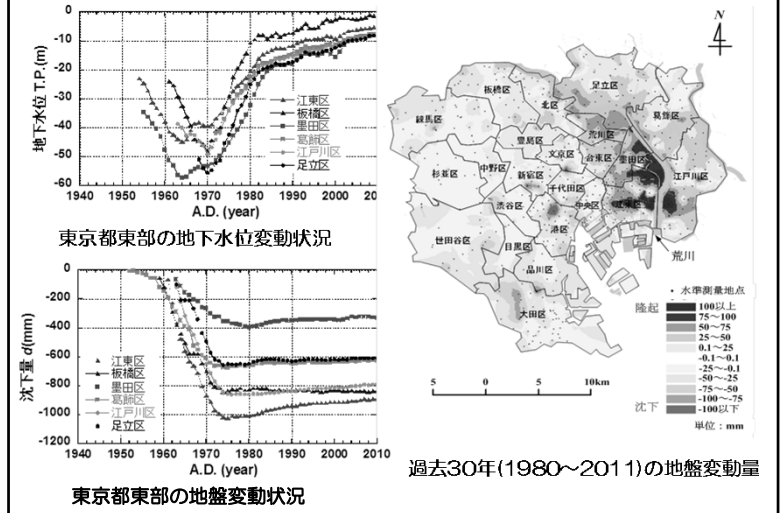 0
-10
-20
-30
-40
-50
-60
地下水位 T.P.(m)
江東区
板橋区
墨田区
葛飾区
江戸川区
足立区
1940 1950 1960 1970 1980 1990 2000 2010
A.D. (year)
東京都東部の地下水位変動状況
0
-200
-400
-600
-800
-1000
-1200
沈下量 d(mm)
江東区
板橋区
墨田区
葛飾区
江戸川区
足立区
1940 1950 1960 1970 1980 1990 2000 2010
A.D. (year)
東京都東部の地盤変動状況
N
足立区
板橋区
北区
葛飾区
練馬区
荒川区
豊島区
文京区
台東区
墨田区
江戸川区
杉並区
中野区
新宿区
千代田区
中央区
江東区
渋谷区
港区
世田谷区
目黒区
品川区
大田区
荒川
・ 水準測量地点
隆起
100以上
75～100
50～75
25～50
0.1～25
-0.1～0.1
-25～-0.1
-50～-25
-75～-50
-100～-75
-100以下
沈下
単位：mm
5 0 5 10km
過去30年(1980～2011)の地盤変動量